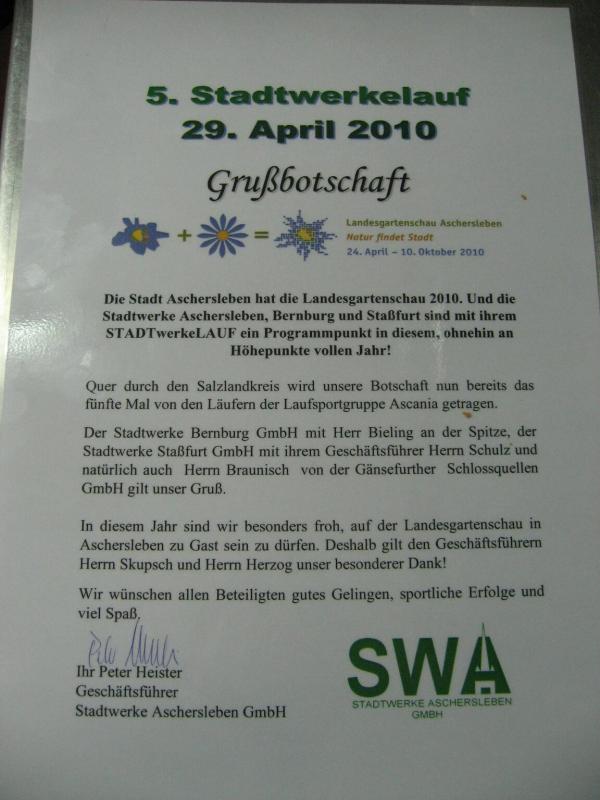 5. Stadtwerkelauf
29. April 2010
Grußbotschaft
+ =
Landesgartenschau Aschersleben
Natur findet Stadt
24. April – 10. Oktober 2010
Die Stadt Aschersleben hat die Landesgartenschau 2010. Und die
Stadtwerke Aschersleben, Bernburg und Staßfurt sind mit ihrem
STADTwerkeLAUF ein Programmpunkt in diesem, ohnehin an
Höhepunkte vollen Jahr!
Quer durch den Salzlandkreis wird unsere Botschaft nun bereits das
fünfte Mal von den Läufern der Laufsportgruppe Ascania getragen.
Der Stadtwerke Bernburg GmbH mit Herr Bieling an der Spitze, der
Stadtwerke Staßfurt GmbH mit ihrem Geschäftsführer Herrn Schulz und
natürlich auch Herrn Braunisch von der Gänsefurther Schlossquellen
GmbH gilt unser Gruß.
In diesem Jahr sind wir besonders froh, auf der Landesgartenschau in
Aschersleben zu Gast sein zu dürfen. Deshalb gilt den Geschäftsführern
Herrn Skupsch und Herrn Herzog unser besonderer Dank!
Wir wünschen allen Beteiligten gutes Gelingen, sportliche Erfolge und
viel Spaß.
Ihr Peter Heister
Geschäftsführer
Stadtwerke Aschersleben GmbH
SWA
STADTWERKE ASCHERSLEBEN
GMBH